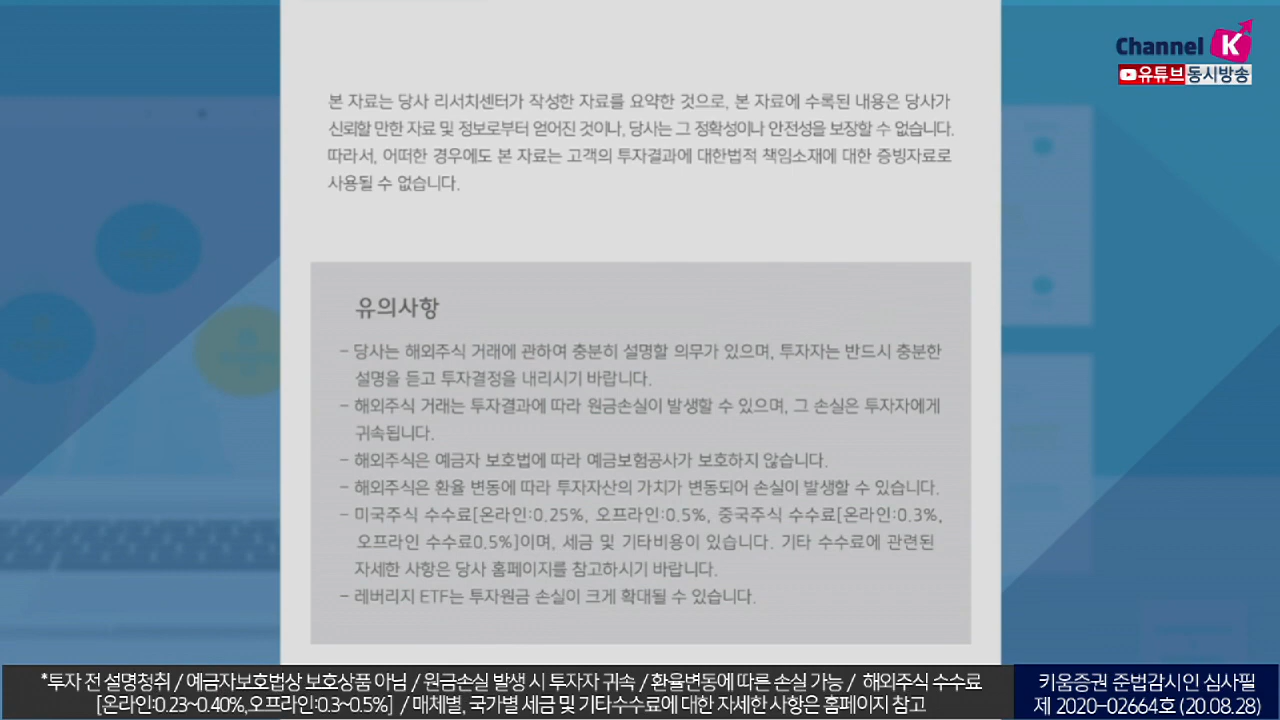 Channel K
유튜브동시방송
본 자료는 당사 리서치센터가 작성한 자료를 요약한 것으로, 본 자료에 수록된 내용은 당사가
신뢰할 만한 자료 및 정보로부터 얻어진 것이나, 당사는 그 정확성이나 안전성을 보장할 수 없습니다.
따라서, 어떠한 경우에도 본 자료는 고객의 투자결과에 대한법적 책임소재에 대한 증빙자료로
사용될 수 없습니다.
유의사항
- 당사는 해외주식 거래에 관하여 충분히 설명할 의무가 있으며, 투자자는 반드시 충분한
설명을 듣고 투자결정을 내리시기 바랍니다.
- 해외주식 거래는 투자결과에 따라 원금손실이 발생할 수 있으며, 그 손실은 투자자에게
귀속됩니다.
- 해외주식은 예금자 보호법에 따라 예금보험공사가 보호하지 않습니다.
- 해외주식은 환율 변동에 따라 투자자산의 가치가 변동되어 손실이 발생할 수 있습니다.
- 미국주식 수수료[온라인:0.25%, 오프라인:0.5%, 중국주식 수수료[온라인:0.3%,
오프라인 수수료0.5%]이며, 세금 및 기타비용이 있습니다. 기타 수수료에 관련된
자세한 사항은 당사 홈페이지를 참고하시기 바랍니다.
- 레버리지 ETF는 투자원금 손실이 크게 확대될 수 있습니다.
*투자 전 설명청취 / 예금자보호법상 보호상품 아님 / 원금손실 발생 시 투자자 귀속 / 환율변동에 따른 손실 가능 / 해외주식 수수료
[온라인:0.23~0.40%,오프라인:0.3~0.5%] / 매체별, 국가별 세금 및 기타수수료에 대한 자세한 사항은 홈페이지 참고
키움증권 준법감시인 심사필
제 2020-02664호 (20.08.28)